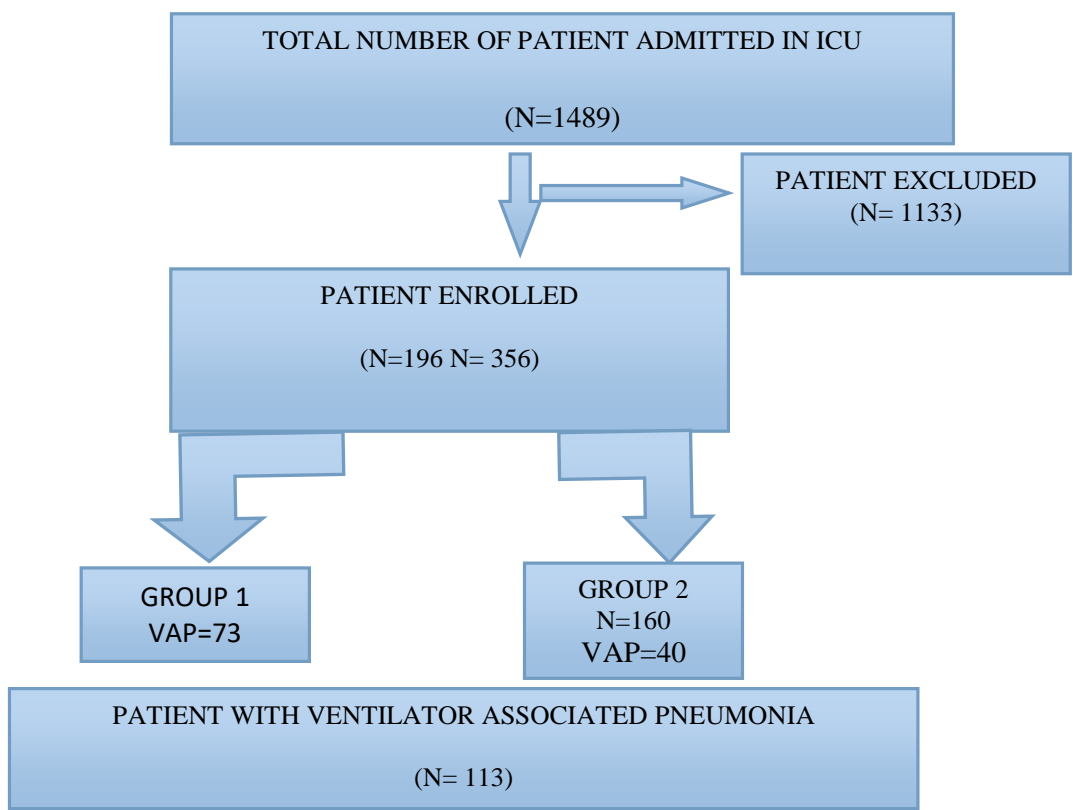 TOTAL NUMBER OF PATIENT ADMITTED IN ICU
(N=1489)
PATIENT EXCLUDED
(N= 1133)
PATIENT ENROLLED
(N=196 N= 356)
GROUP 1
VAP=73
GROUP 2
N=160
VAP=40
PATIENT WITH VENTILATOR ASSOCIATED PNEUMONIA
(N= 113)